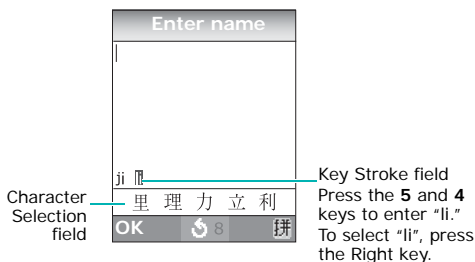 Enter name
ji li
里 理 力 立 利
OK 8 拼
Character
Selection
field
Key Stroke field
Press the 5 and 4
keys to enter “li.”
To select “li”, press
the Right key.